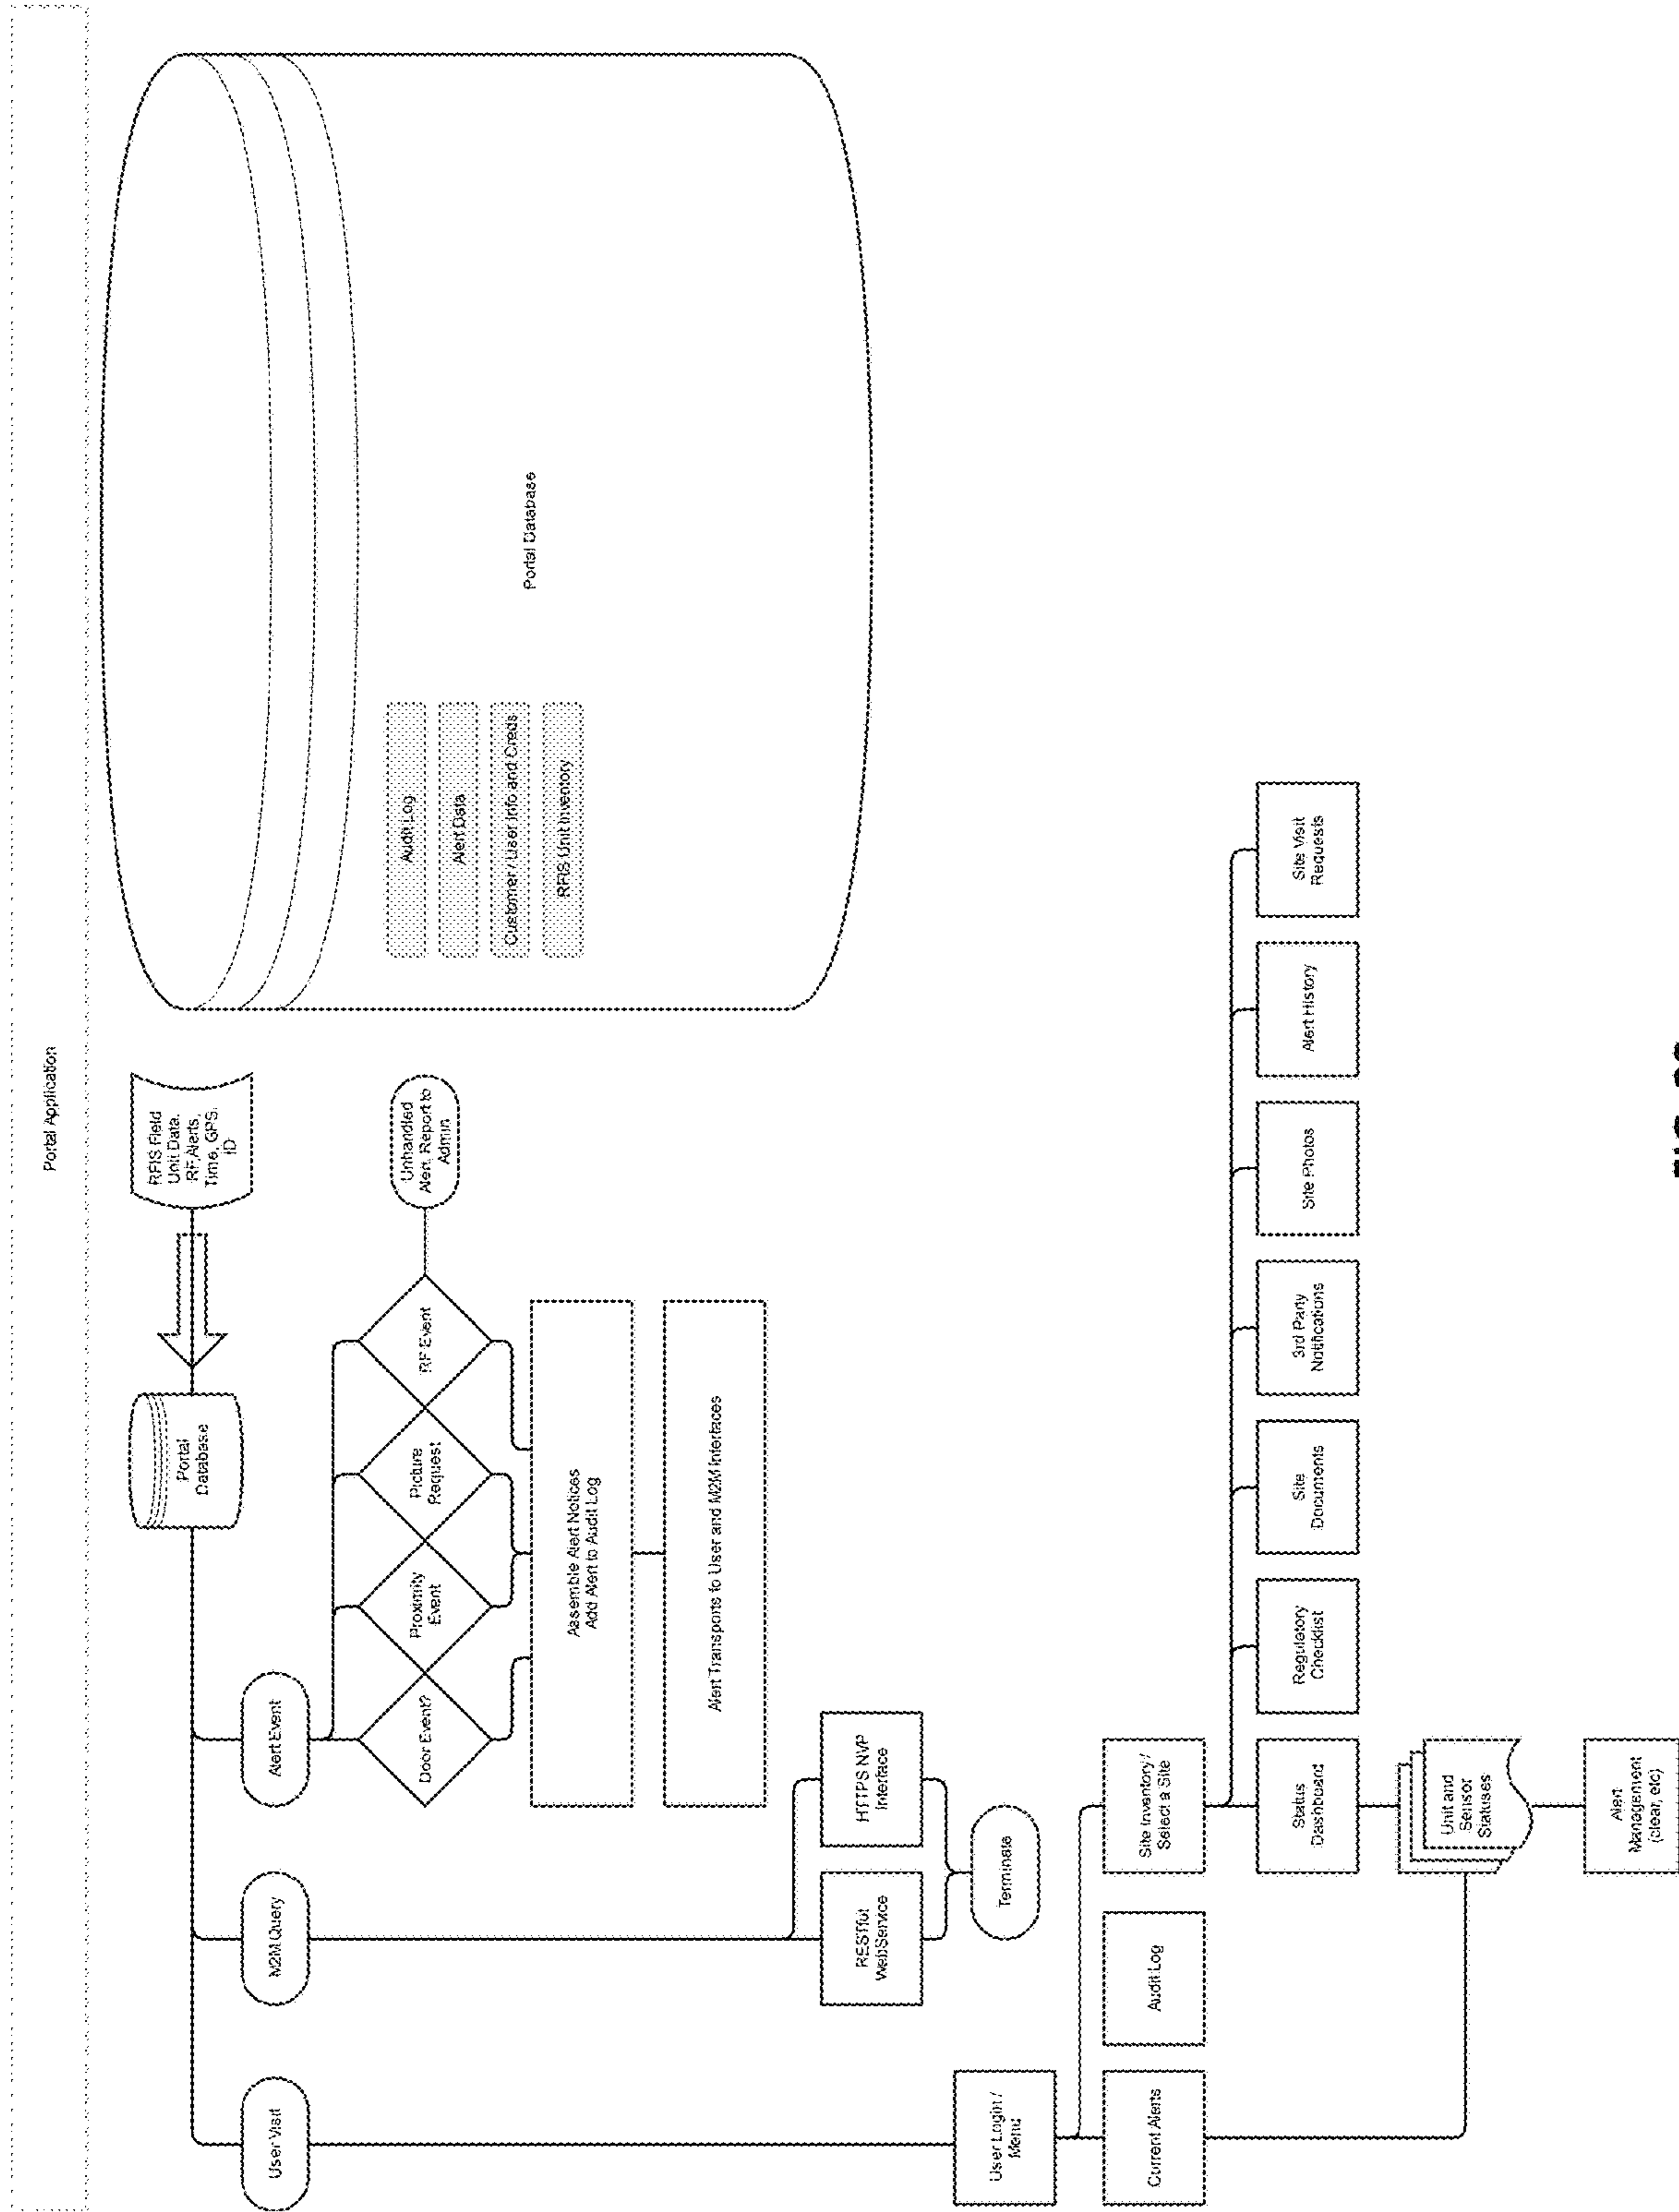 Portal Application
RFIS Field
Unit Data.
RF Alerts,
Time, GPS,
ID
Portal
Database
User Visit
M2M Query
Alert Event
Door Event?
Proximity
Event
Picture
Request
RF Event
Unhandled
Alert, Report to
Admin
Assemble Alert Notices
Add Alert to Audit Log
Alert Transports to User and M2M Interfaces
Audit Log
Alert Data
Customer / User Info and Creds
RFIS Unit Inventory
Portal Database
RESTful
WebService
HTTPS NVP
Interface
Terminate
User Login /
Menu
Current Alerts
Audit Log
Site Inventory/
Select a Site
Status
Dashboard
Regulatory
Checklist
Site
Documents
3rd Party
Notifications
Site Photos
Alert History
Site Visit
Requests
Unit and
Sensor
Statuses
Alert
Management
(clear, etc)